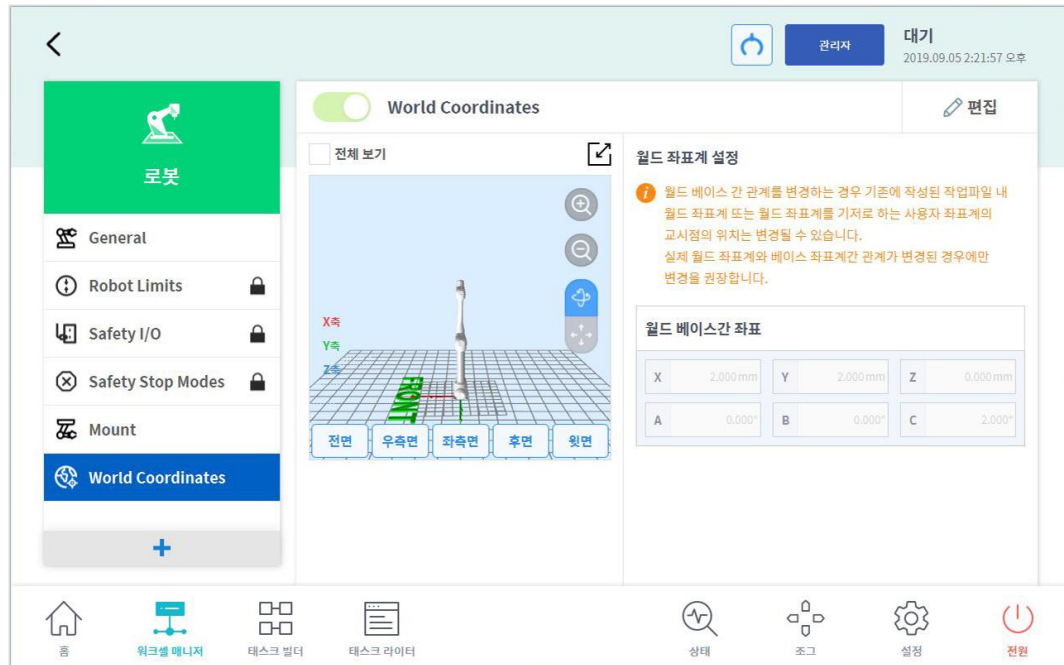 관리자
대기
2019.09.05 2:21:57 오후
로봇
General
Robot Limits
Safety I/O
Safety Stop Modes
Mount
World Coordinates
World Coordinates
편집
전체 보기
X축
Y축
Z축
FRONT
전면 우측면 좌측면 후면 윗면
월드 좌표계 설정
월드 베이스 간 관계를 변경하는 경우 기존에 작성된 작업파일 내
월드 좌표계 또는 월드 좌표계를 기저로 하는 사용자 좌표계의
교시점의 위치는 변경될 수 있습니다.
실제 월드 좌표계와 베이스 좌표계간 관계가 변경된 경우에만
변경을 권장합니다.
월드 베이스간 좌표
X 2.000mm Y 2.000mm Z 0.000mm
A 0.000° B 0.000° C 2.000°
홈 워크셀 매니저 태스크 빌더 태스크 라이터 상태 조그 설정 전원